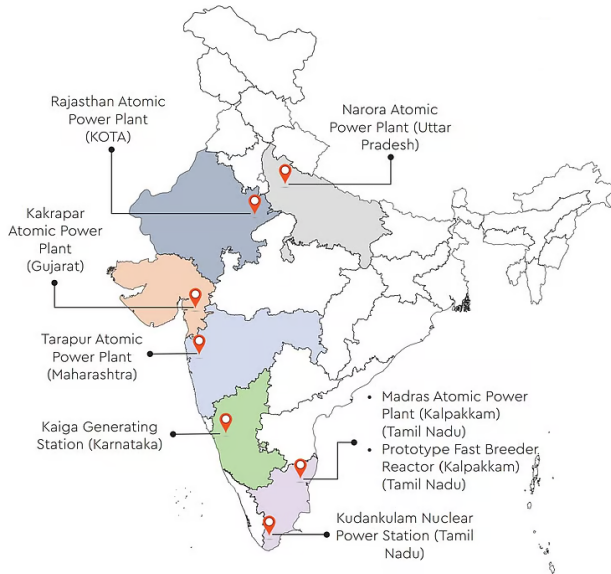 Rajasthan Atomic
Power Plant
(KOTA)
Narora Atomic
Power Plant (Uttar
Pradesh)
Kakrapar
Atomic Power
Plant
(Gujarat)
Tarapur Atomic
Power Plant
(Maharashtra)
Kaiga Generating
Station (Karnataka)
• Madras Atomic Power
Plant (Kalpakkam)
(Tamil Nadu)
• Prototype Fast Breeder
Reactor (Kalpakkam)
(Tamil Nadu)
Kudankulam Nuclear
Power Station (Tamil
Nadu)